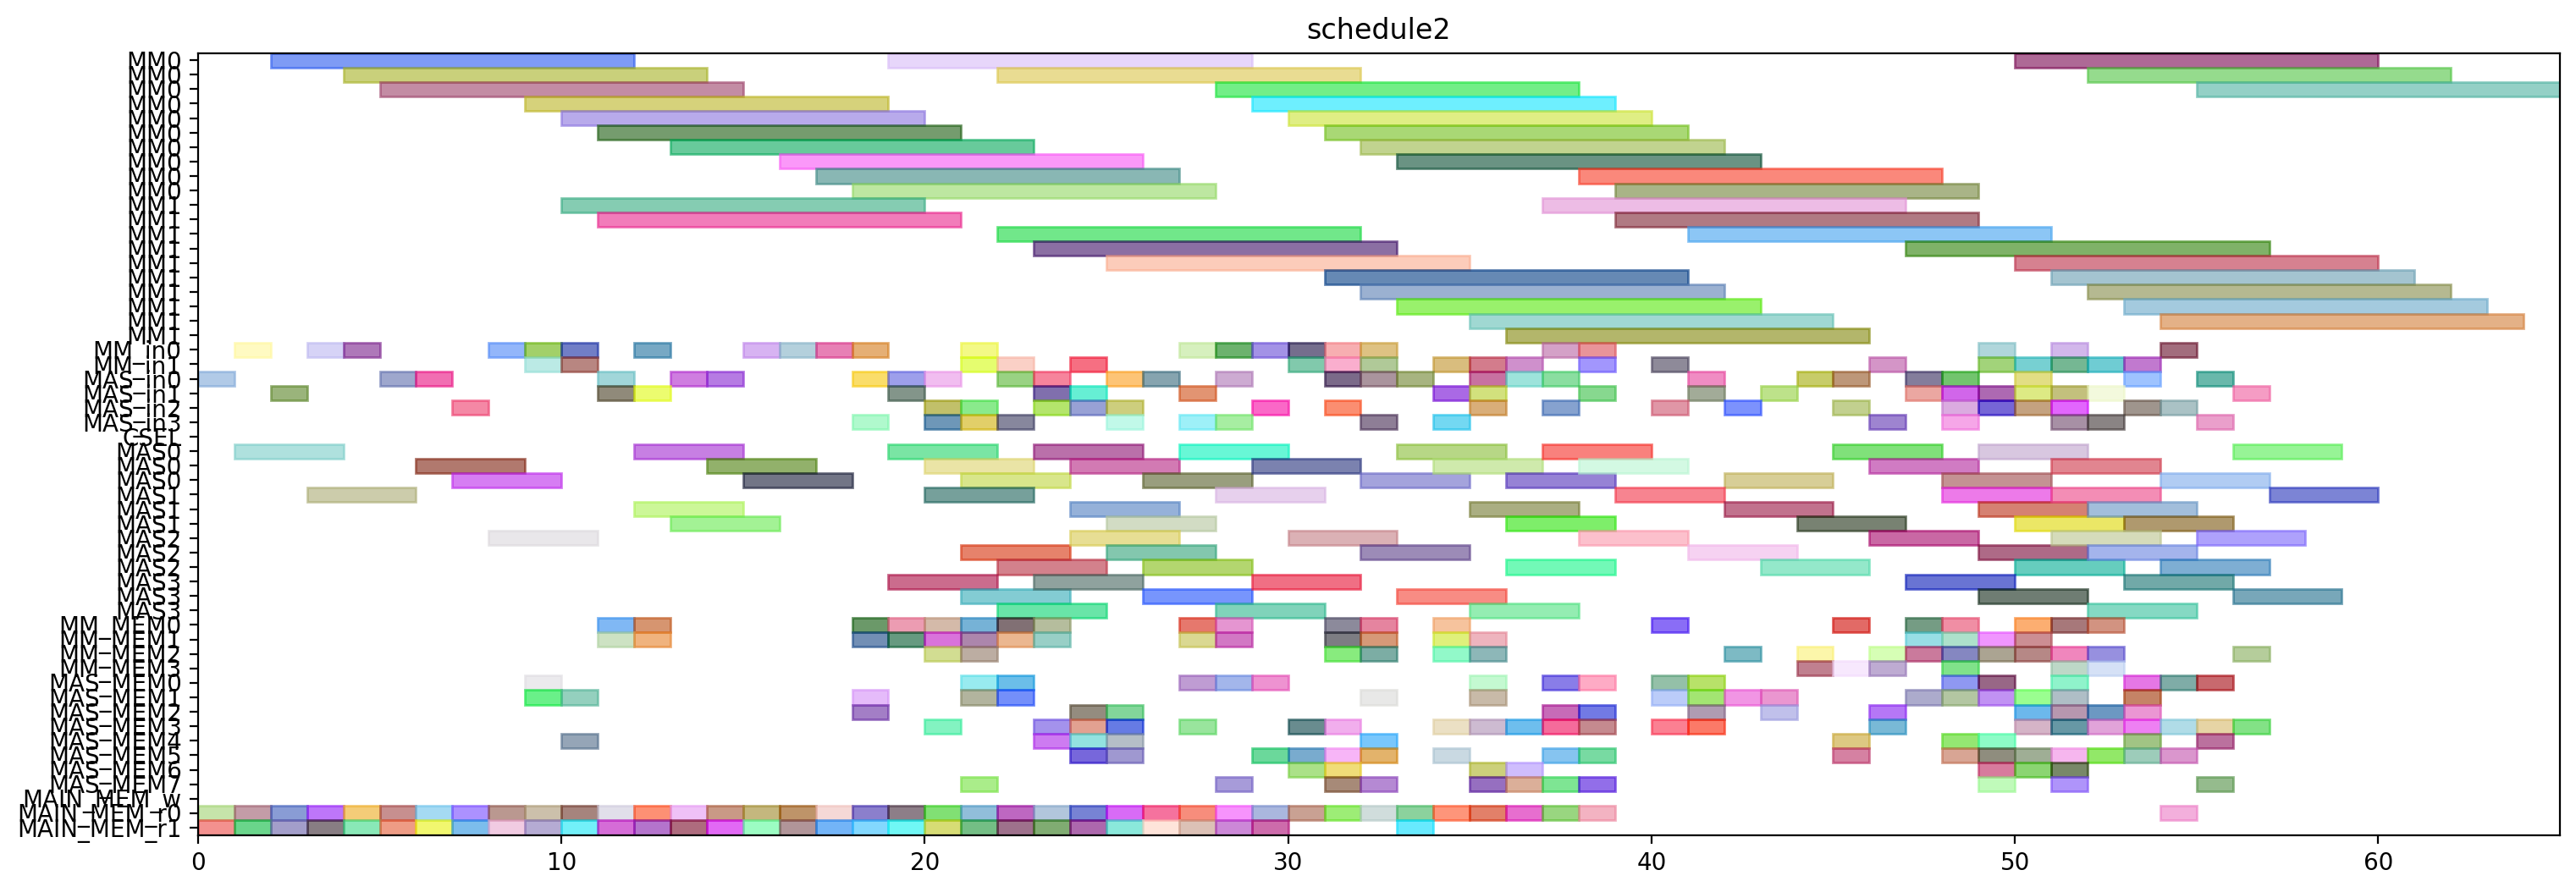 schedule2
MM0
MM0
MM0
MM0
MM0
MM0
MM0
MM0
MM0
MM0
MM1
MM1
MM1
MM1
MM1
MM1
MM1
MM1
MM1
MM1
MM_in0
MM_in1
MAS_in0
MAS_in1
MAS_in2
MAS_in3
CSEL
MAS0
MAS0
MAS0
MAS1
MAS1
MAS1
MAS2
MAS2
MAS2
MAS3
MAS3
MAS3
MM_MEM0
MM_MEM1
MM_MEM2
MM_MEM3
MAS_MEM0
MAS_MEM1
MAS_MEM2
MAS_MEM3
MAS_MEM4
MAS_MEM5
MAS_MEM6
MAS_MEM7
MAIN_MEM_w
MAIN_MEM_r0
MAIN_MEM_r1
0 10 20 30 40 50 60